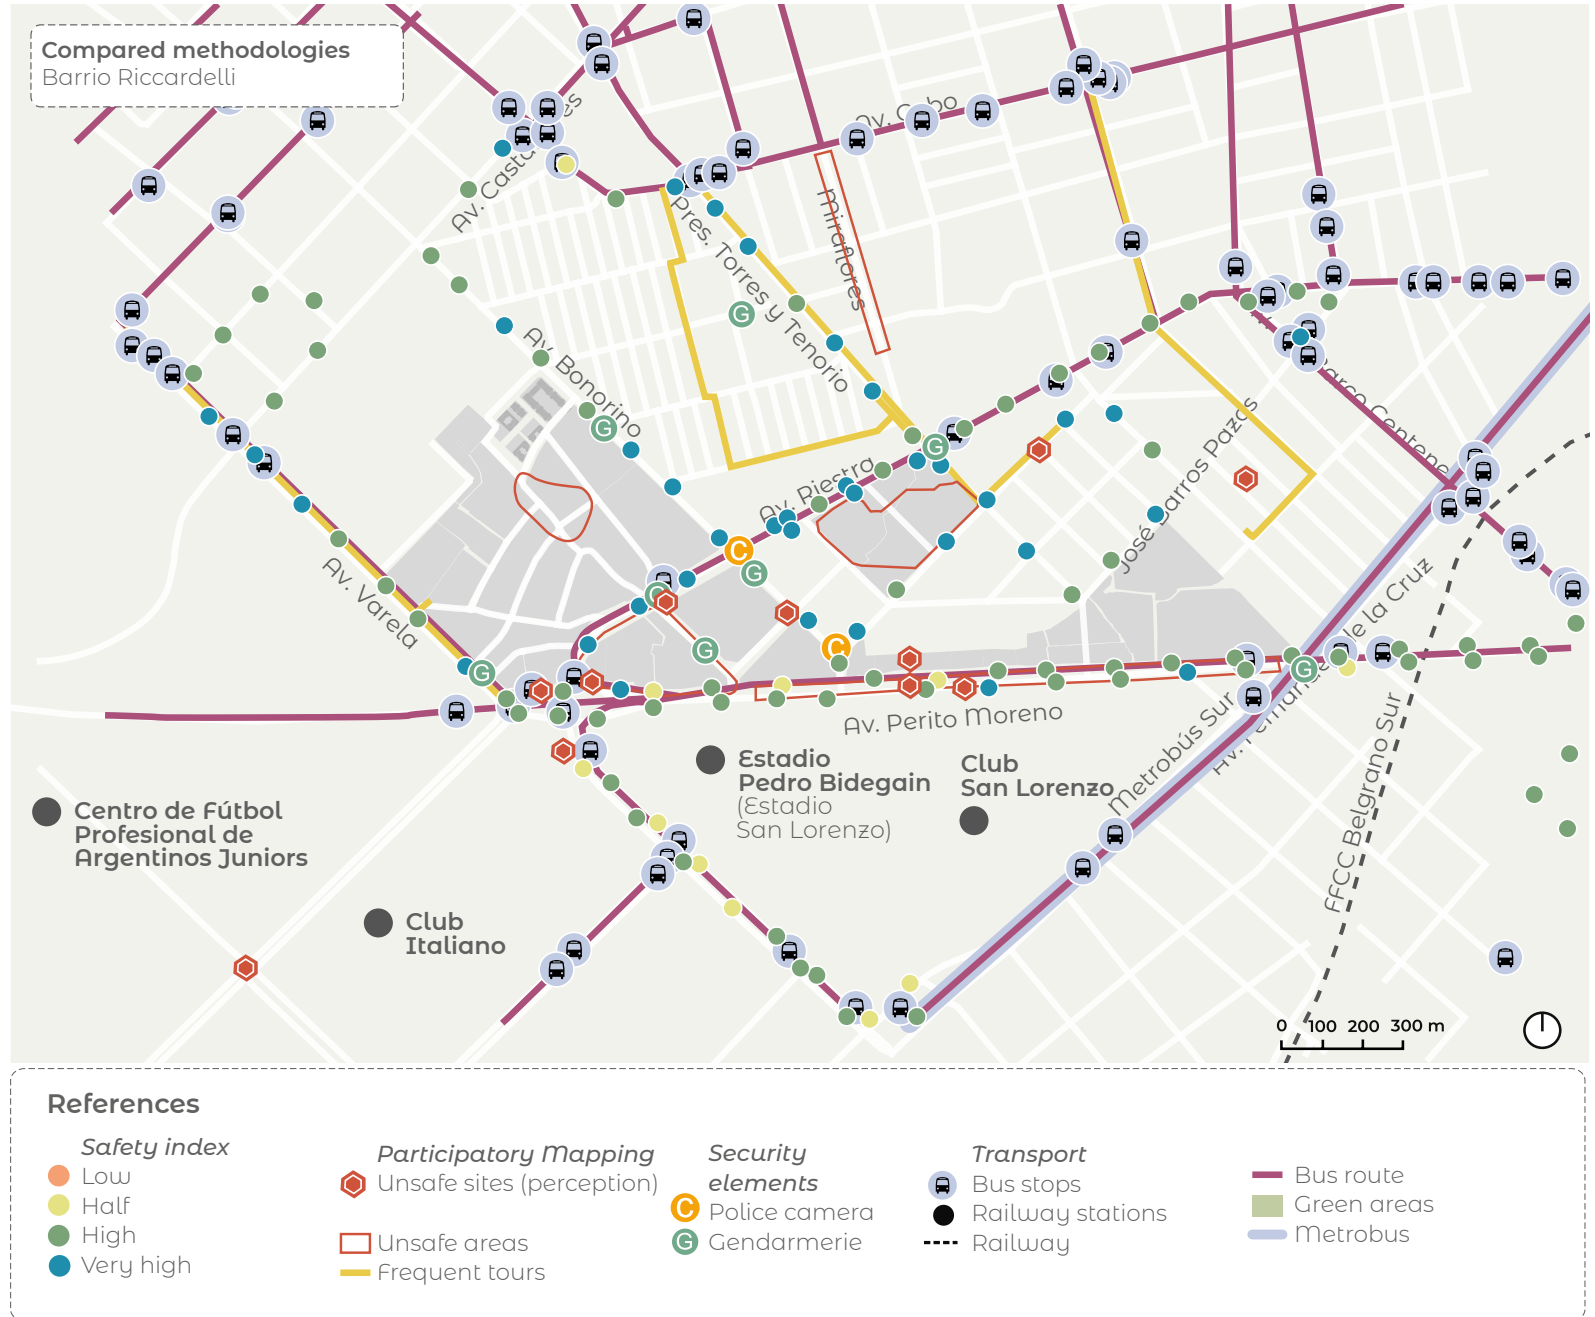 Compared methodologies
Barrio Riccardelli
Av. Cobo
Pres. Torres y Tenorio
Miraflores
Av. Bonorino
Av. Riestra
José Barros Pazos
Av. Varela
Av. Perito Moreno
Metrobús Sur
FFCC Belgrano Sur
Estadio
Pedro Bidegain
(Estadio
San Lorenzo)
Club
San Lorenzo
Centro de Fútbol
Profesional de
Argentinos Juniors
Club
Italiano
C
C
G
G
G
G
G
G
G
G
0 100 200 300 m
References
Safety index
Low
Half
High
Very high
Participatory Mapping
Unsafe sites (perception)
Unsafe areas
Frequent tours
Security
elements
C Police camera
G Gendarmerie
Transport
Bus stops
Railway stations
Railway
Bus route
Green areas
Metrobus